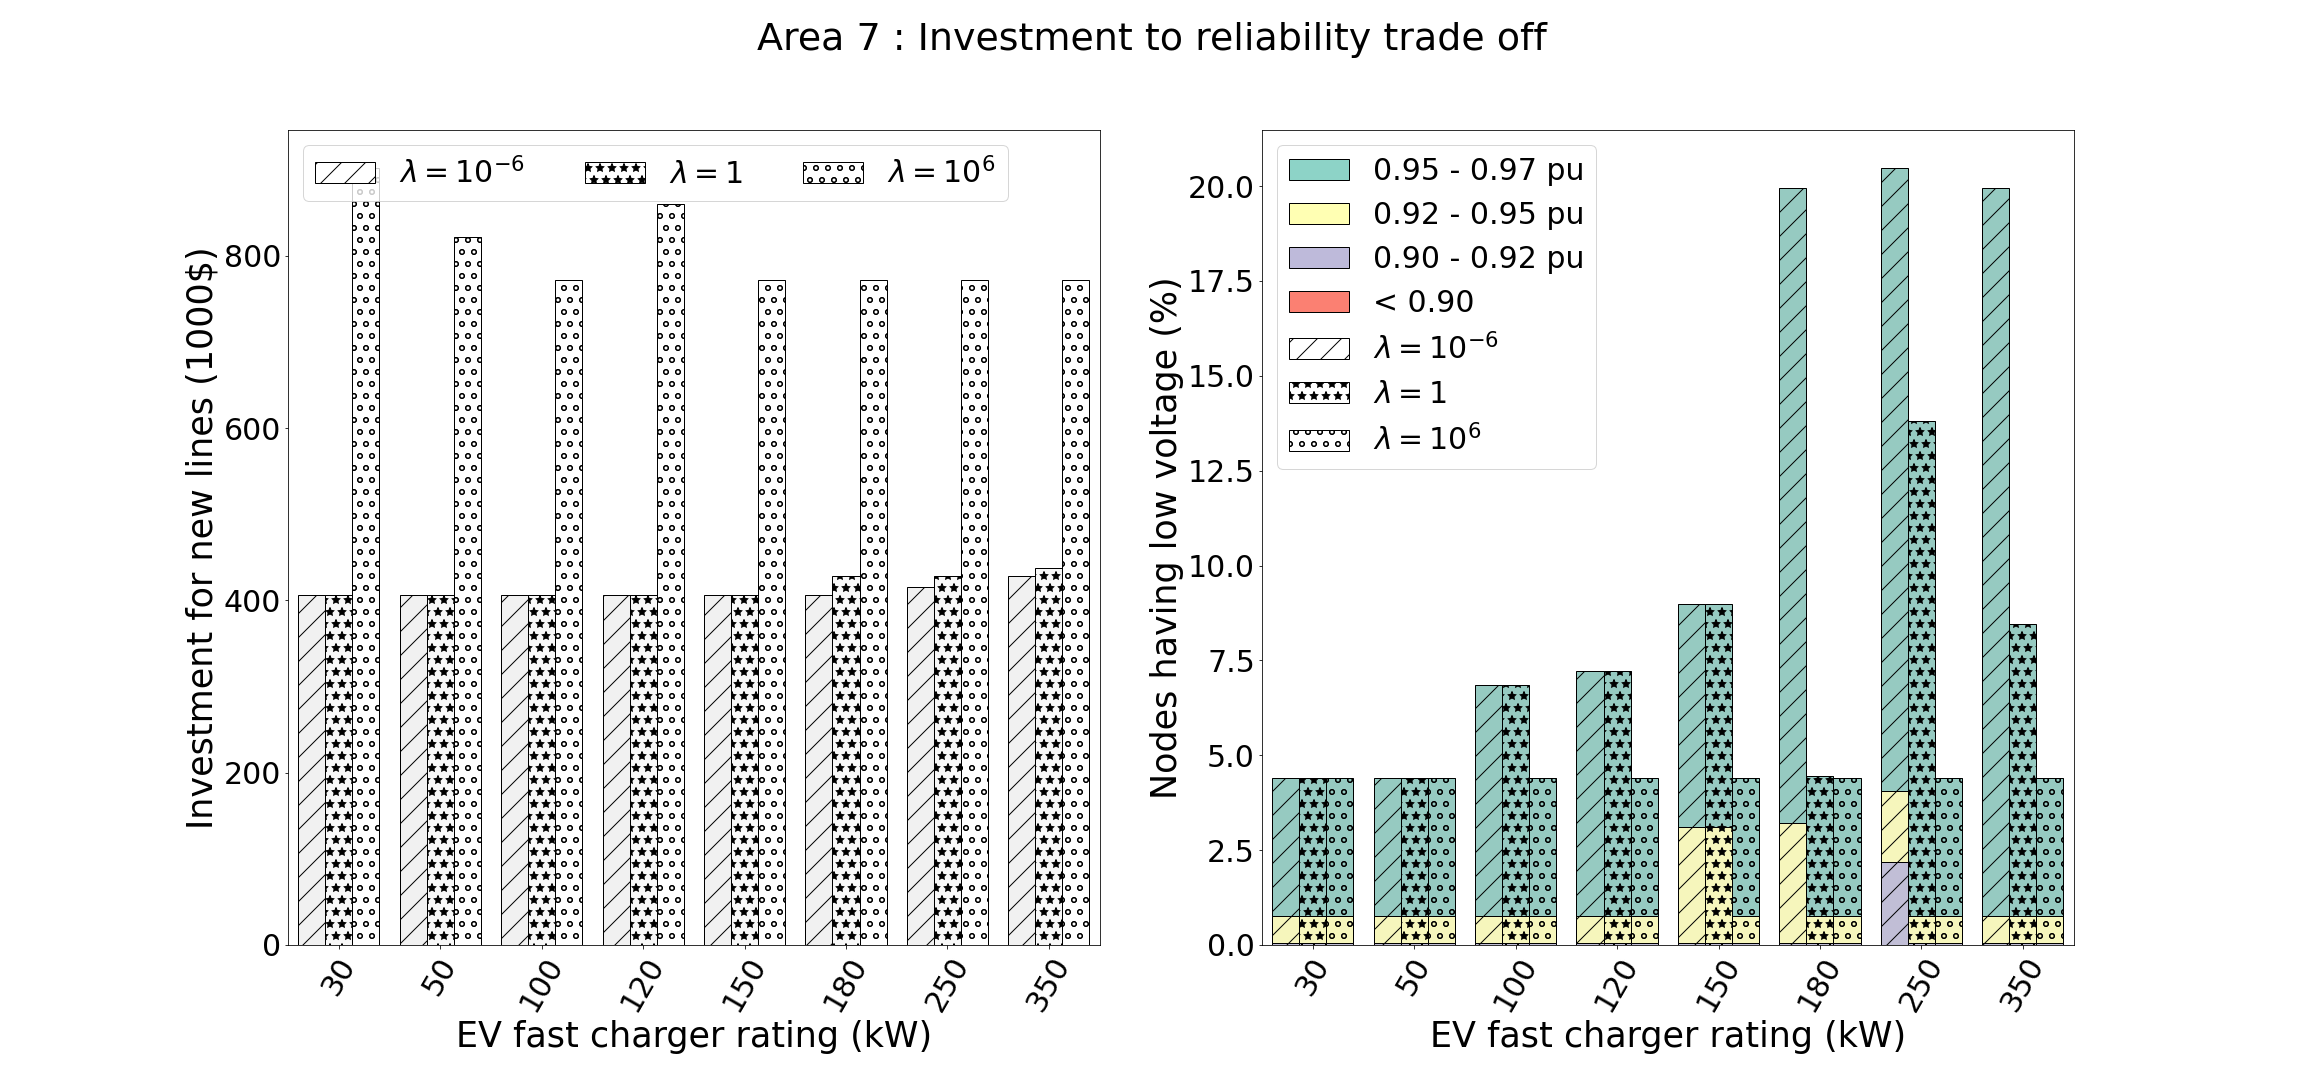 Area 7 : Investment to reliability trade off
λ = 10⁻⁶
λ = 1
λ = 10⁶
Investment for new lines (1000$)
800
600
400
200
0
30
50
100
120
150
180
250
350
EV fast charger rating (kW)
0.95 - 0.97 pu
0.92 - 0.95 pu
0.90 - 0.92 pu
< 0.90
λ = 10⁻⁶
λ = 1
λ = 10⁶
Nodes having low voltage (%)
20.0
17.5
15.0
12.5
10.0
7.5
5.0
2.5
0.0
30
50
100
120
150
180
250
350
EV fast charger rating (kW)